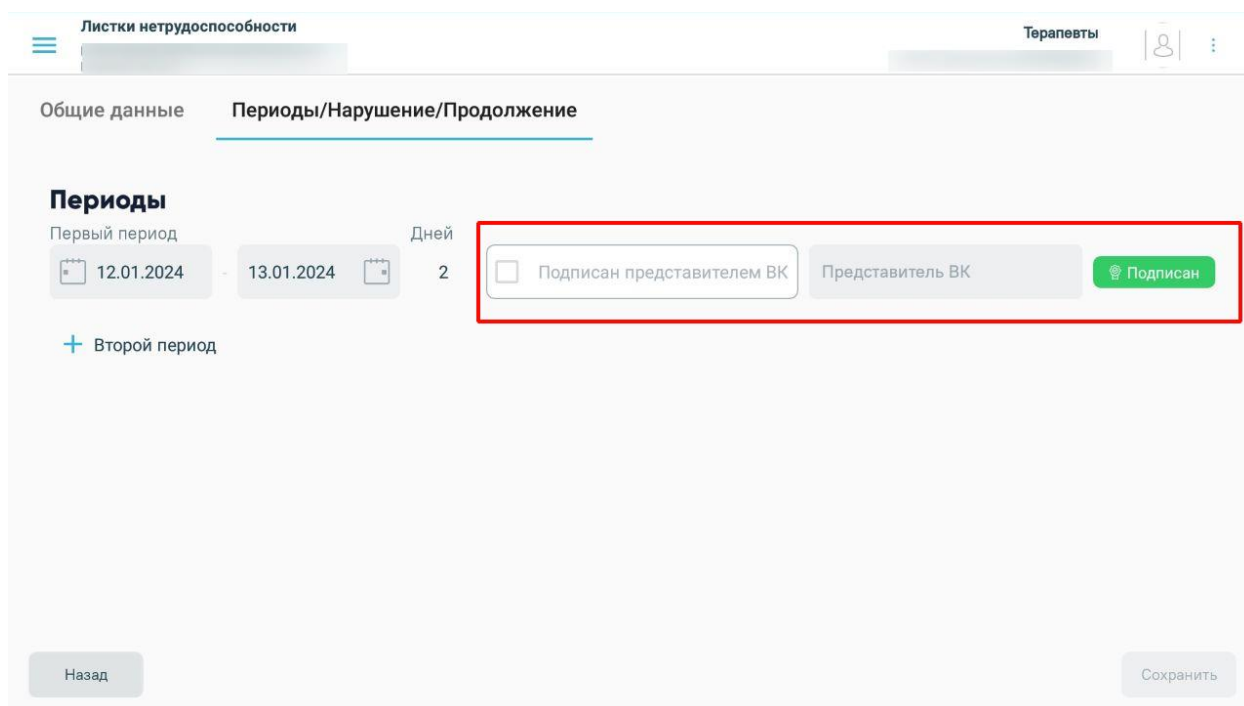 Листки нетрудоспособности
Терапевты
Общие данные Периоды/Нарушение/Продолжение
Периоды
Первый период Дней
12.01.2024 - 13.01.2024 2 Подписан представителем ВК Представитель ВК Подписан
+ Второй период
Назад Сохранить